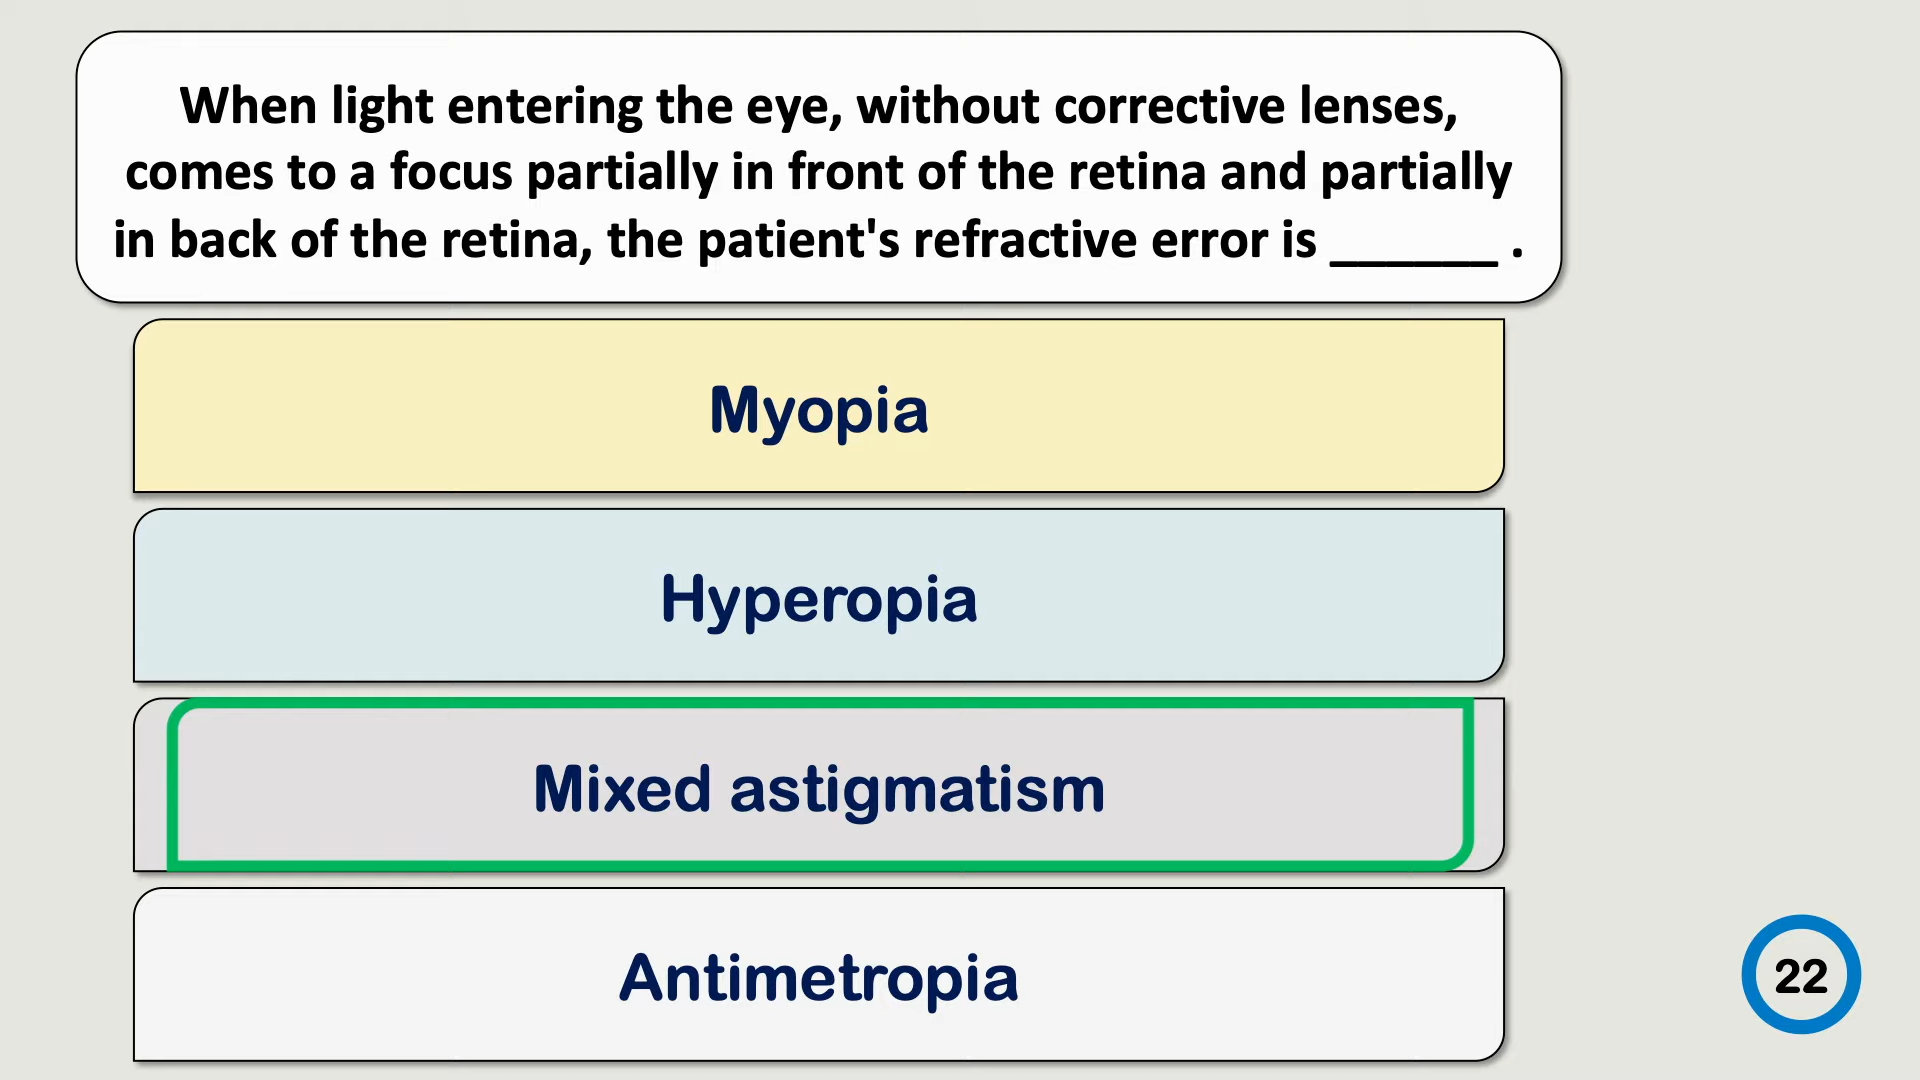 When light entering the eye, without corrective lenses,
comes to a focus partially in front of the retina and partially
in back of the retina, the patient's refractive error is ______ .
Myopia
Hyperopia
Mixed astigmatism
Antimetropia
22